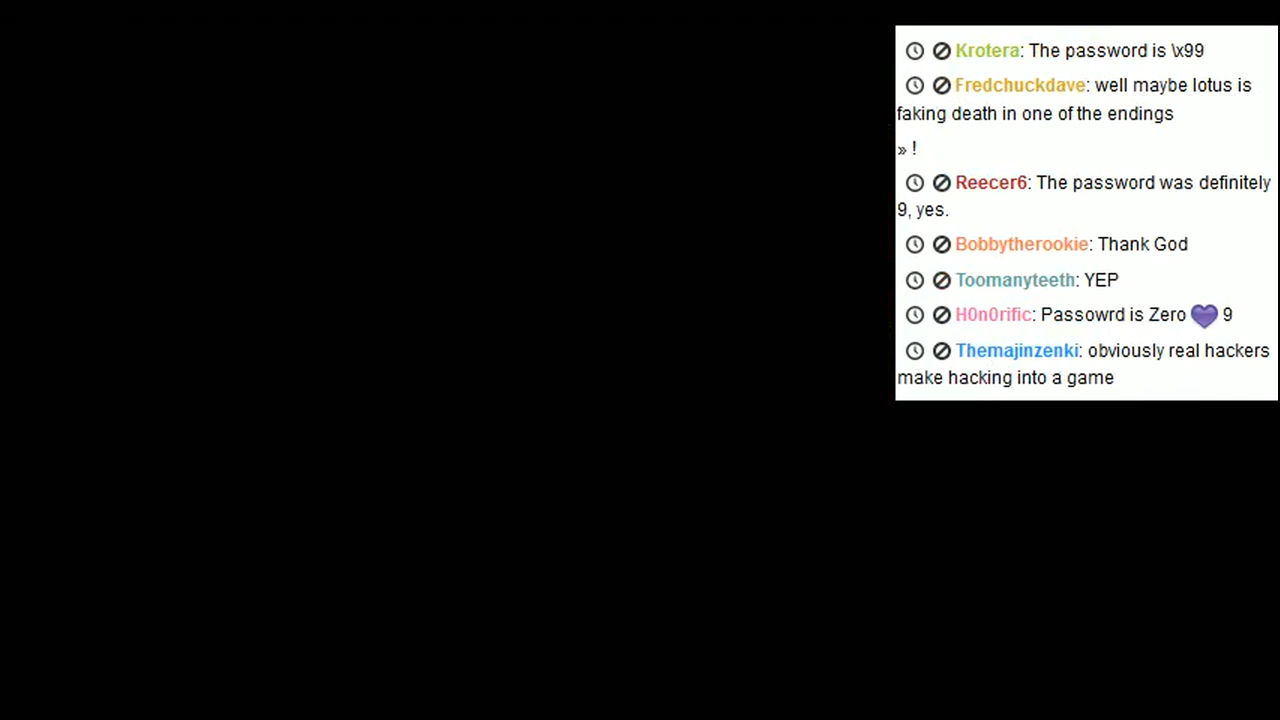 Krotera: The password is \x99
Fredchuckdave: well maybe lotus is
faking death in one of the endings
» !
Reecer6: The password was definitely
9, yes.
Bobbytherookie: Thank God
Toomanyteeth: YEP
H0n0rific: Passowrd is Zero 💜 9
Themajinzenki: obviously real hackers
make hacking into a game